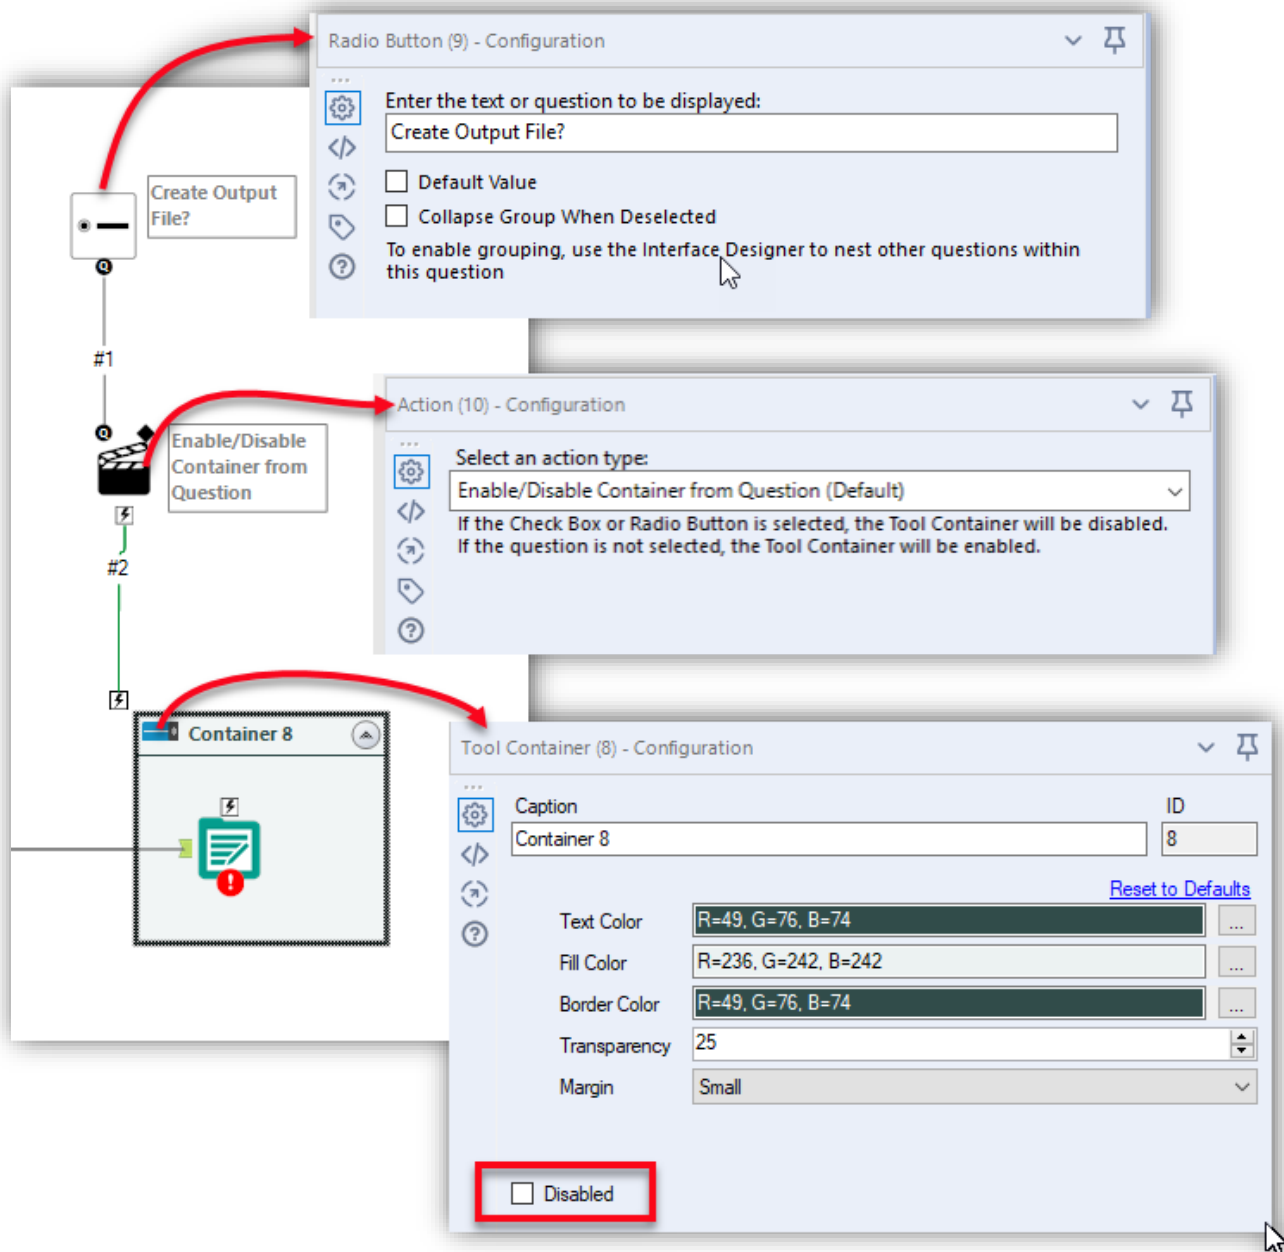 Radio Button (9) - Configuration
Enter the text or question to be displayed:
Create Output File?
Default Value
Collapse Group When Deselected
To enable grouping, use the Interface Designer to nest other questions within
this question
Create Output
File?
Q
#1
Q
Enable/Disable
Container from
Question
Action (10) - Configuration
Select an action type:
Enable/Disable Container from Question (Default)
If the Check Box or Radio Button is selected, the Tool Container will be disabled.
If the question is not selected, the Tool Container will be enabled.
#2
Container 8
Tool Container (8) - Configuration
Caption
ID
Container 8
8
Reset to Defaults
Text Color
R=49, G=76, B=74
...
Fill Color
R=236, G=242, B=242
...
Border Color
R=49, G=76, B=74
...
Transparency
25
Margin
Small
Disabled